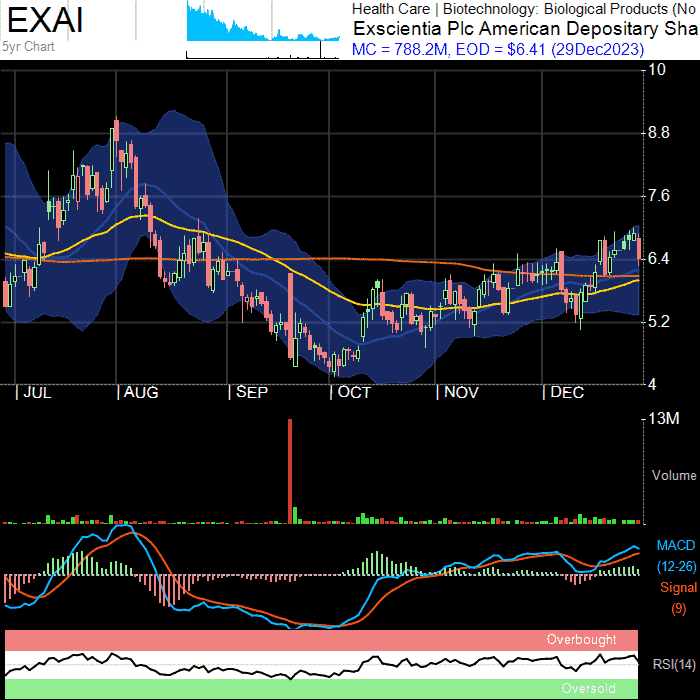 EXAI
5yr Chart
Health Care | Biotechnology: Biological Products (No
Exscientia Plc American Depositary Sha
MC = 788.2M, EOD = $6.41 (29Dec2023)
10
8.8
7.6
6.4
5.2
4
| JUL | AUG | SEP | OCT | NOV | DEC
13M
Volume
MACD
(12-26)
Signal
(9)
Overbought
RSI(14)
Oversold